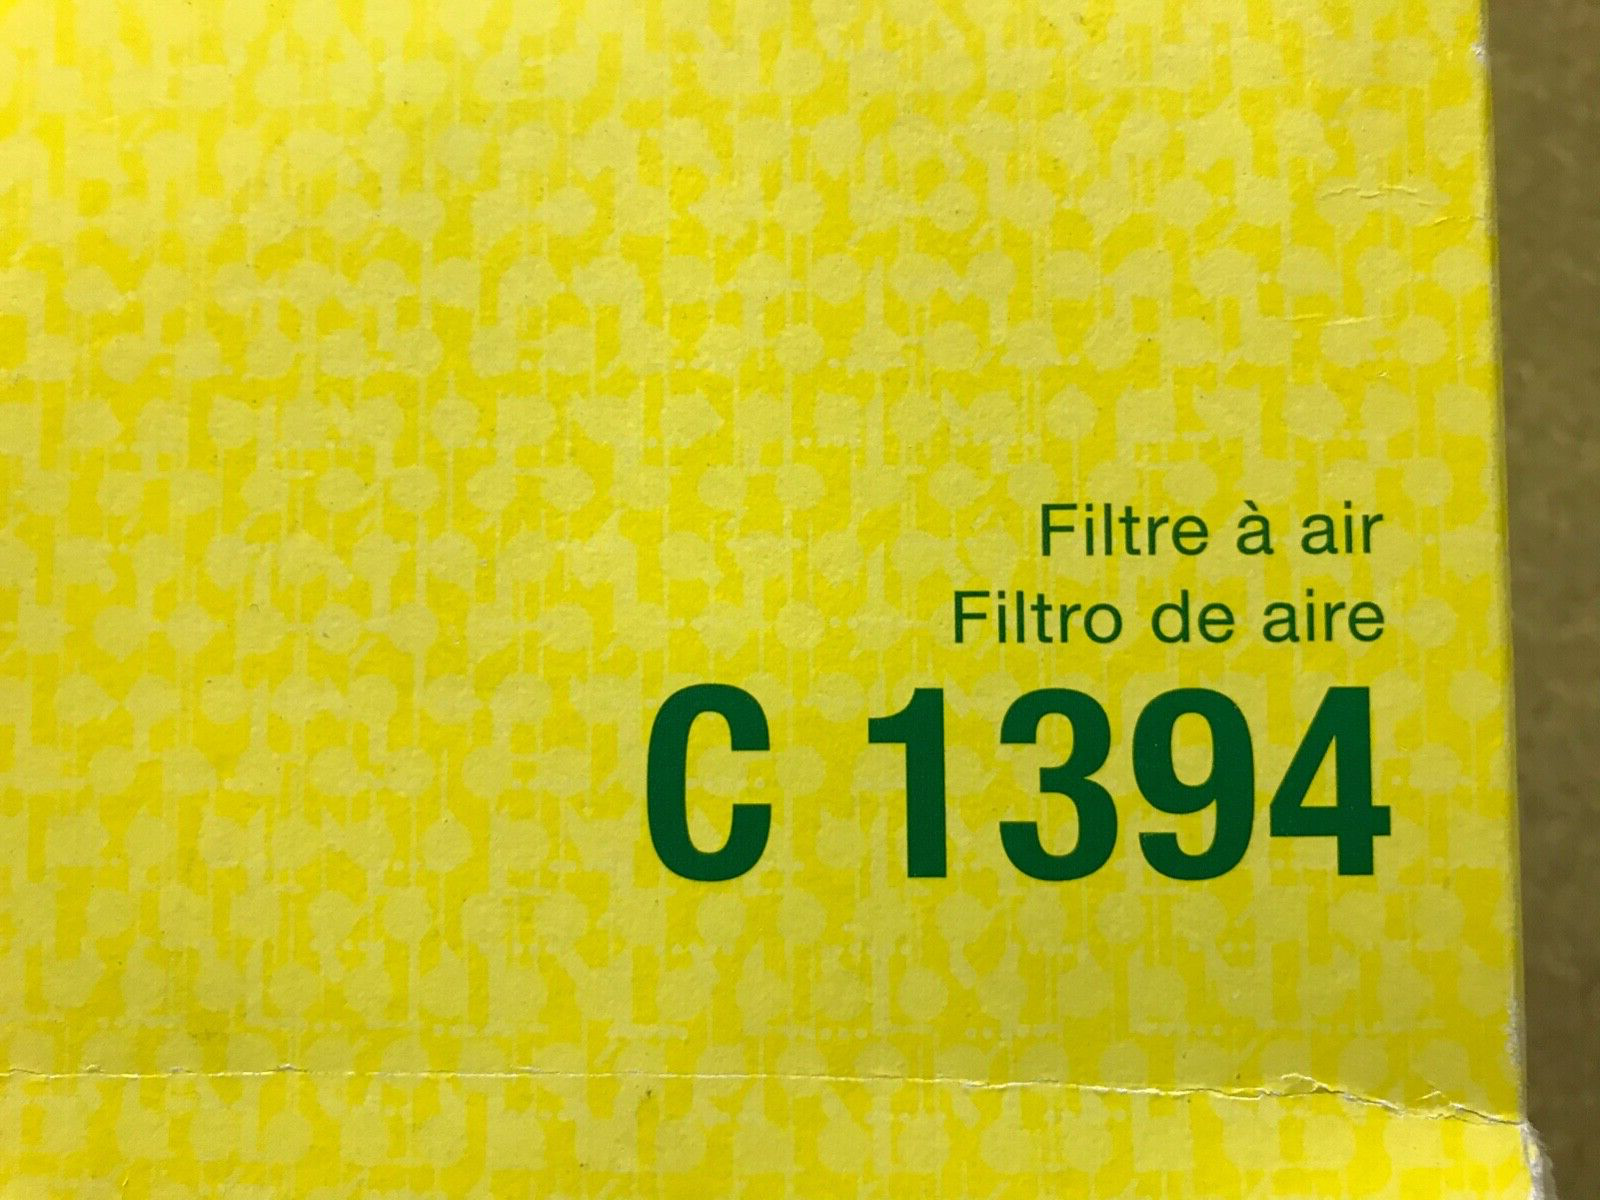 Filtre à air
Filtro de aire
C 1394